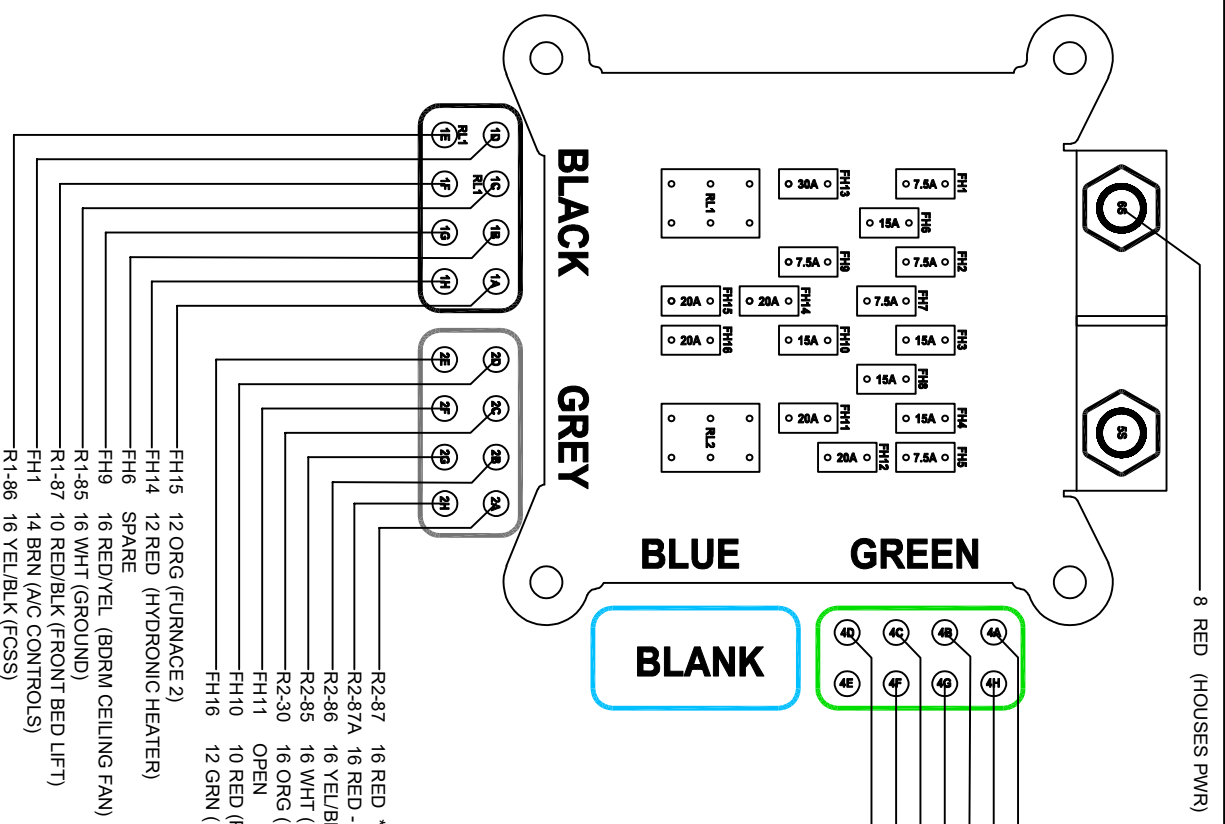 8 RED (HOUSES PWR)
6S
5S
FH1
7.5A
FH13
30A
RL1
FH6
15A
FH2
7.5A
FH9
7.5A
FH7
7.5A
FH14
20A
FH15
20A
FH3
15A
FH10
15A
FH16
20A
FH8
15A
FH4
15A
FH11
20A
RL2
FH5
7.5A
FH12
20A
BLACK
GREY
BLUE
GREEN
BLANK
1D
1E
RL1
1C
RL1
1F
1B
1G
1A
1H
2D
2E
2C
2F
2B
2G
2A
2H
4D
4C
4B
4A
4E
4F
4G
4H
FH15 12 ORG (FURNACE 2)
FH14 12 RED (HYDRONIC HEATER)
FH6 SPARE
FH9 16 RED/YEL (BDRM CEILING FAN)
R1-85 16 WHT (GROUND)
R1-87 10 RED/BLK (FRONT BED LIFT)
FH1 14 BRN (A/C CONTROLS)
R1-86 16 YEL/BLK (FCSS)
R2-87 16 RED *
R2-87A 16 RED -
R2-86 16
R2-85 16 WHT (
R2-30 16 ORG (
FH11 OPEN
FH10 10 RED
FH16 12 GRN (